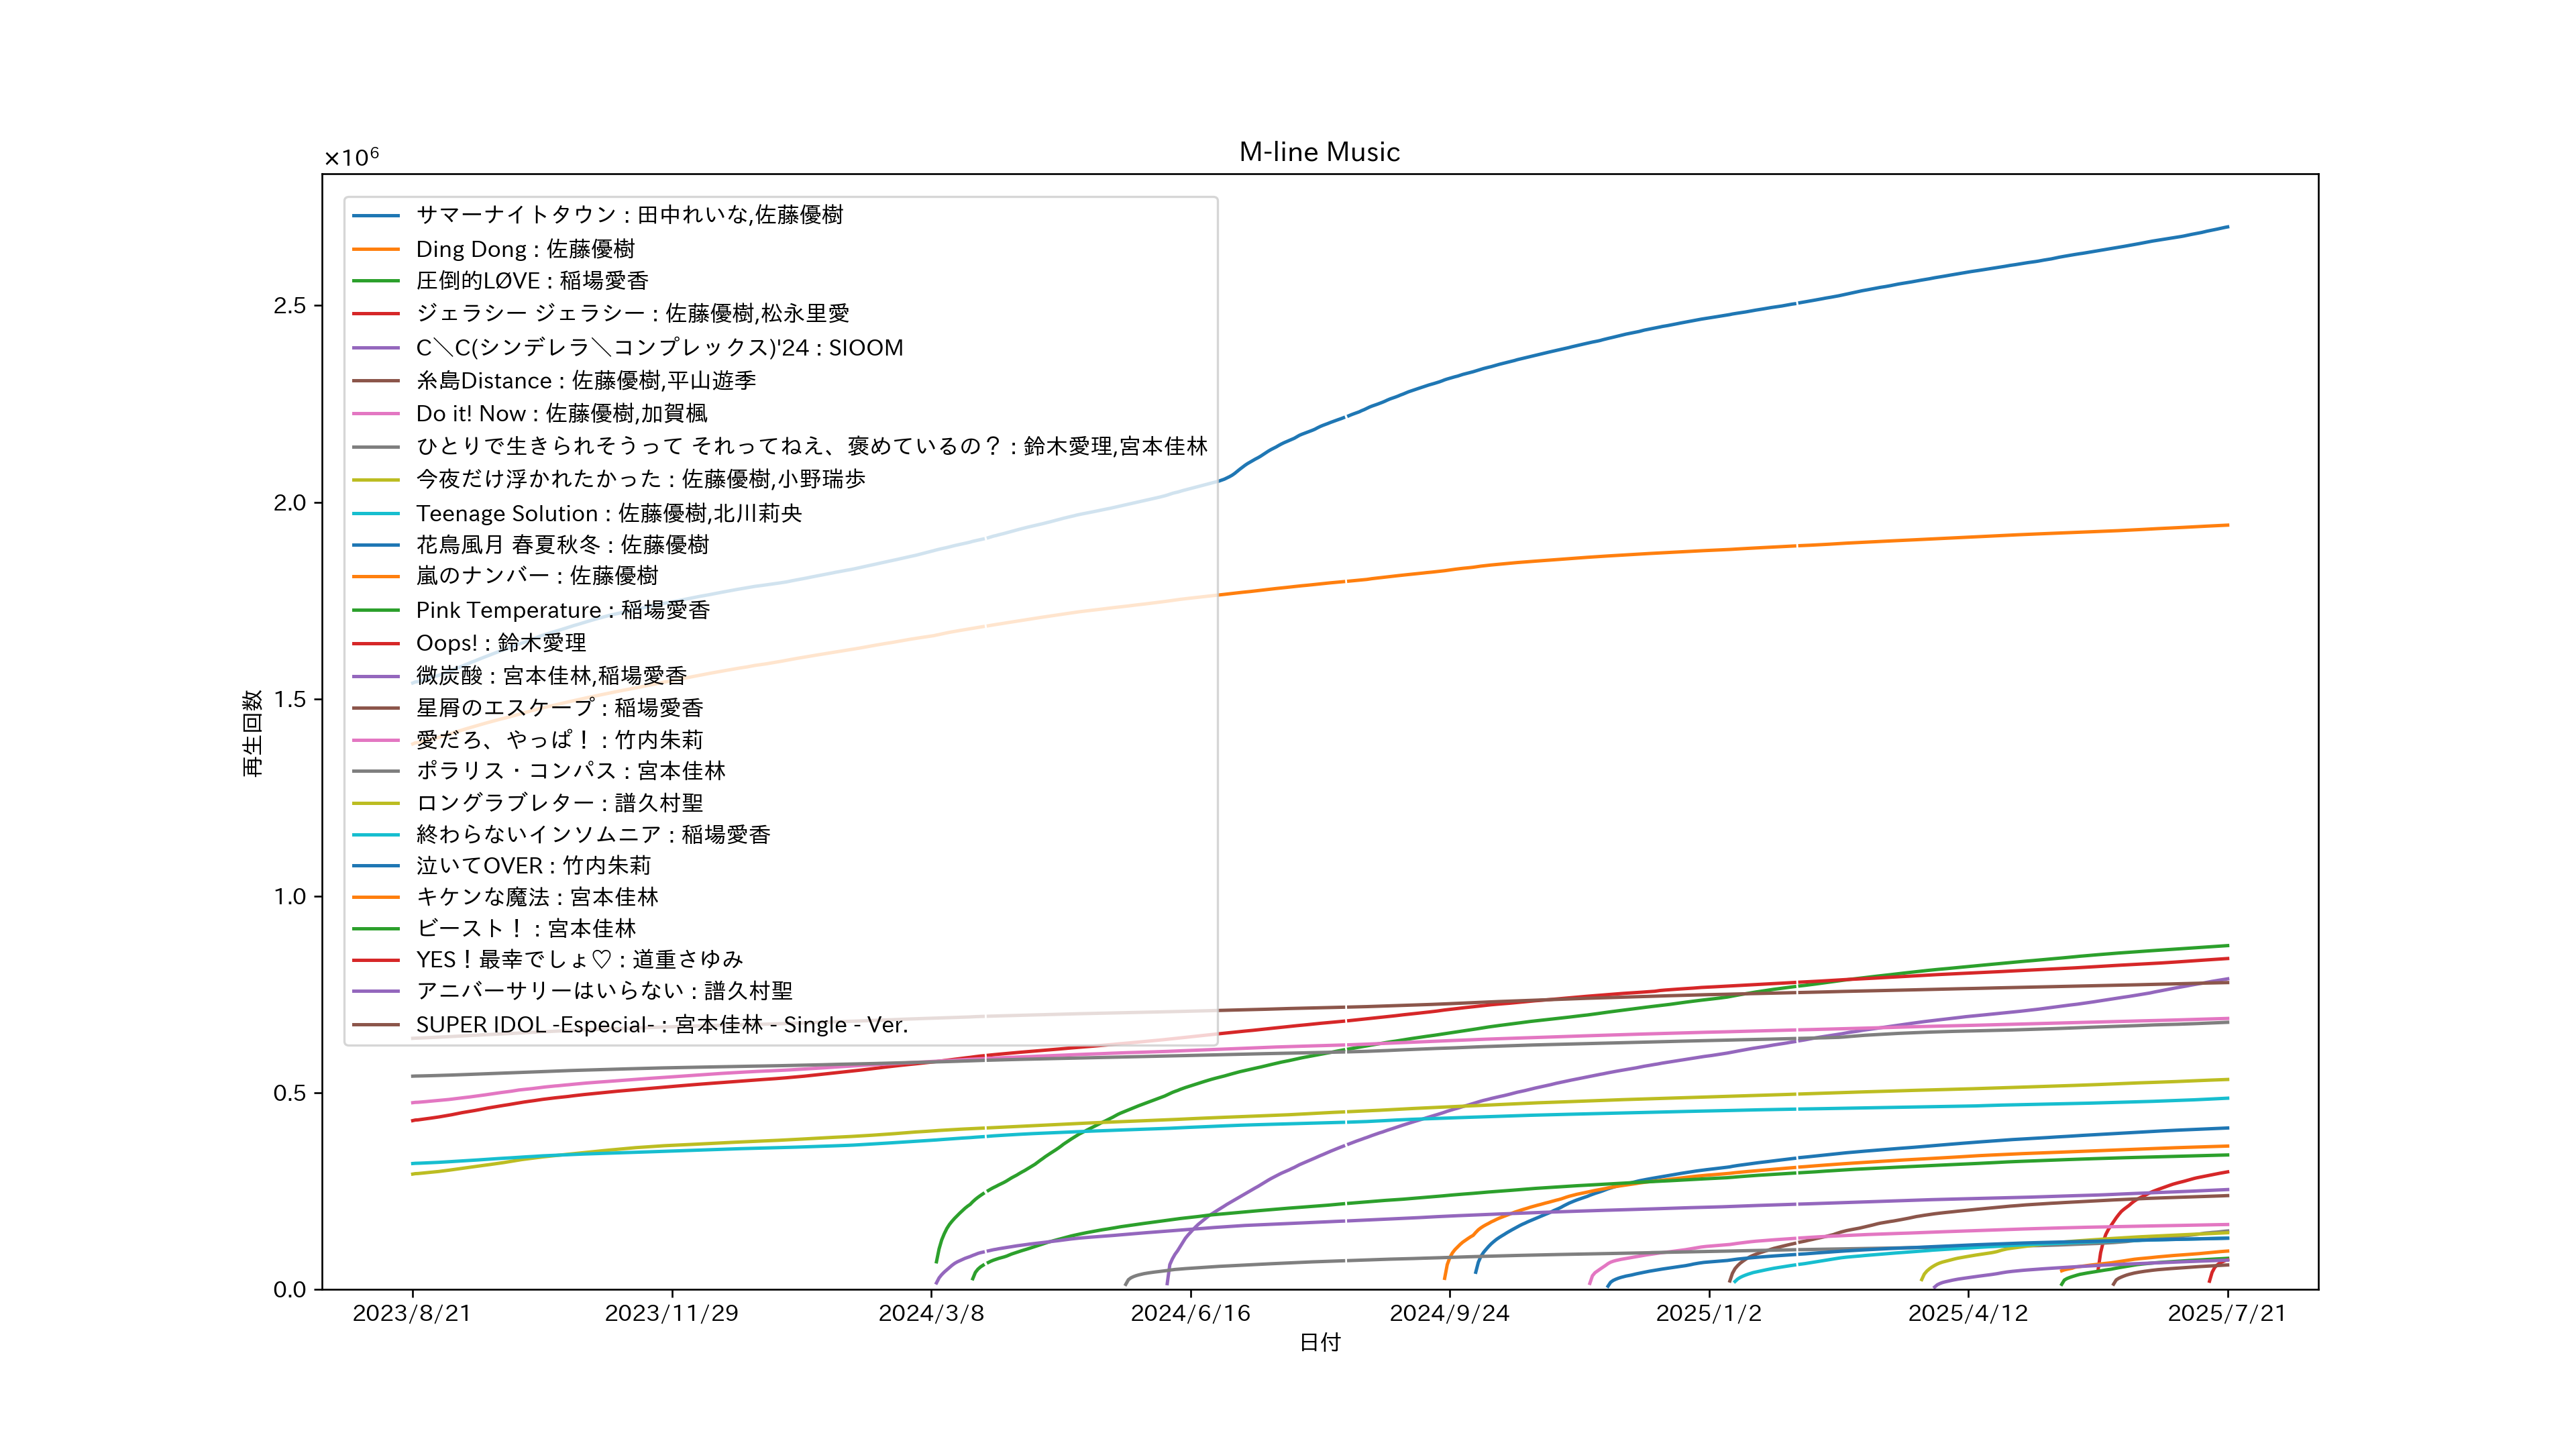 M-line Music
×10⁶
サマーナイトタウン : 田中れいな,佐藤優樹
Ding Dong : 佐藤優樹
圧倒的LØVE : 稲場愛香
ジェラシー ジェラシー : 佐藤優樹,松永里愛
C＼C(シンデレラ＼コンプレックス)'24 : SIOOM
糸島Distance : 佐藤優樹,平山遊季
Do it! Now : 佐藤優樹,加賀楓
ひとりで生きられそうって それってねえ、褒めているの？ : 鈴木愛理,宮本佳林
今夜だけ浮かれたかった : 佐藤優樹,小野瑞歩
Teenage Solution : 佐藤優樹,北川莉央
花鳥風月 春夏秋冬 : 佐藤優樹
嵐のナンバー : 佐藤優樹
Pink Temperature : 稲場愛香
Oops! : 鈴木愛理
微炭酸 : 宮本佳林,稲場愛香
星屑のエスケープ : 稲場愛香
愛だろ、やっぱ！ : 竹内朱莉
ポラリス・コンパス : 宮本佳林
ロングラブレター : 譜久村聖
終わらないインソムニア : 稲場愛香
泣いてOVER : 竹内朱莉
キケンな魔法 : 宮本佳林
ビースト！ : 宮本佳林
YES！最幸でしょ♡ : 道重さゆみ
アニバーサリーはいらない : 譜久村聖
SUPER IDOL -Especial- : 宮本佳林 - Single - Ver.
2.5
2.0
1.5
1.0
0.5
0.0
再生回数
2023/8/21
2023/11/29
2024/3/8
2024/6/16
2024/9/24
2025/1/2
2025/4/12
2025/7/21
日付